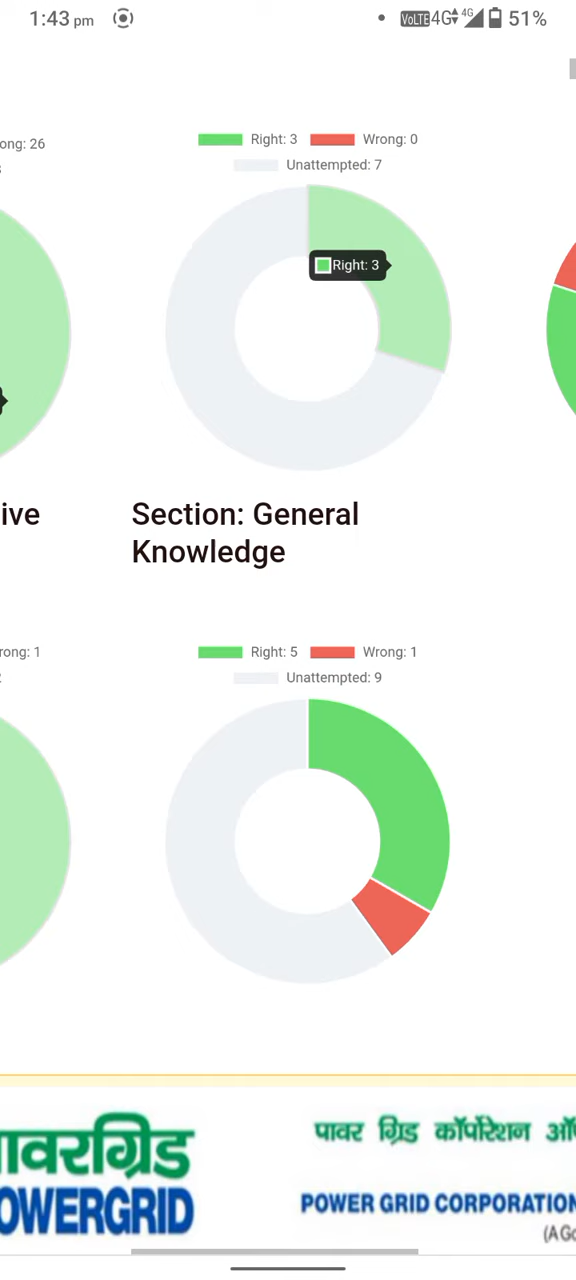 1:43 pm
VoLTE 4G 4G 51%
ong: 26
Right: 3 Wrong: 0
Unattempted: 7
Right: 3
ive
Section: General
Knowledge
rong: 1
Right: 5 Wrong: 1
Unattempted: 9
ावरग्रिड
पावर ग्रिड कॉर्पोरेशन ऑ
OWERGRID
POWER GRID CORPORATION
(A Go